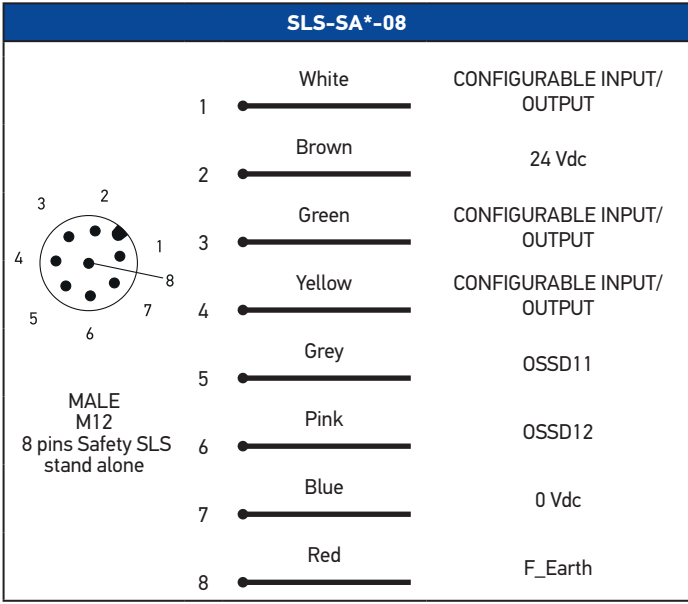 SLS-SA*-08
White
CONFIGURABLE INPUT/
OUTPUT
1
Brown
24 Vdc
2
Green
CONFIGURABLE INPUT/
OUTPUT
3
Yellow
CONFIGURABLE INPUT/
OUTPUT
4
Grey
OSSD11
5
Pink
OSSD12
6
Blue
0 Vdc
7
Red
F_Earth
8
3
2
4
1
8
5
7
6
MALE
M12
8 pins Safety SLS
stand alone